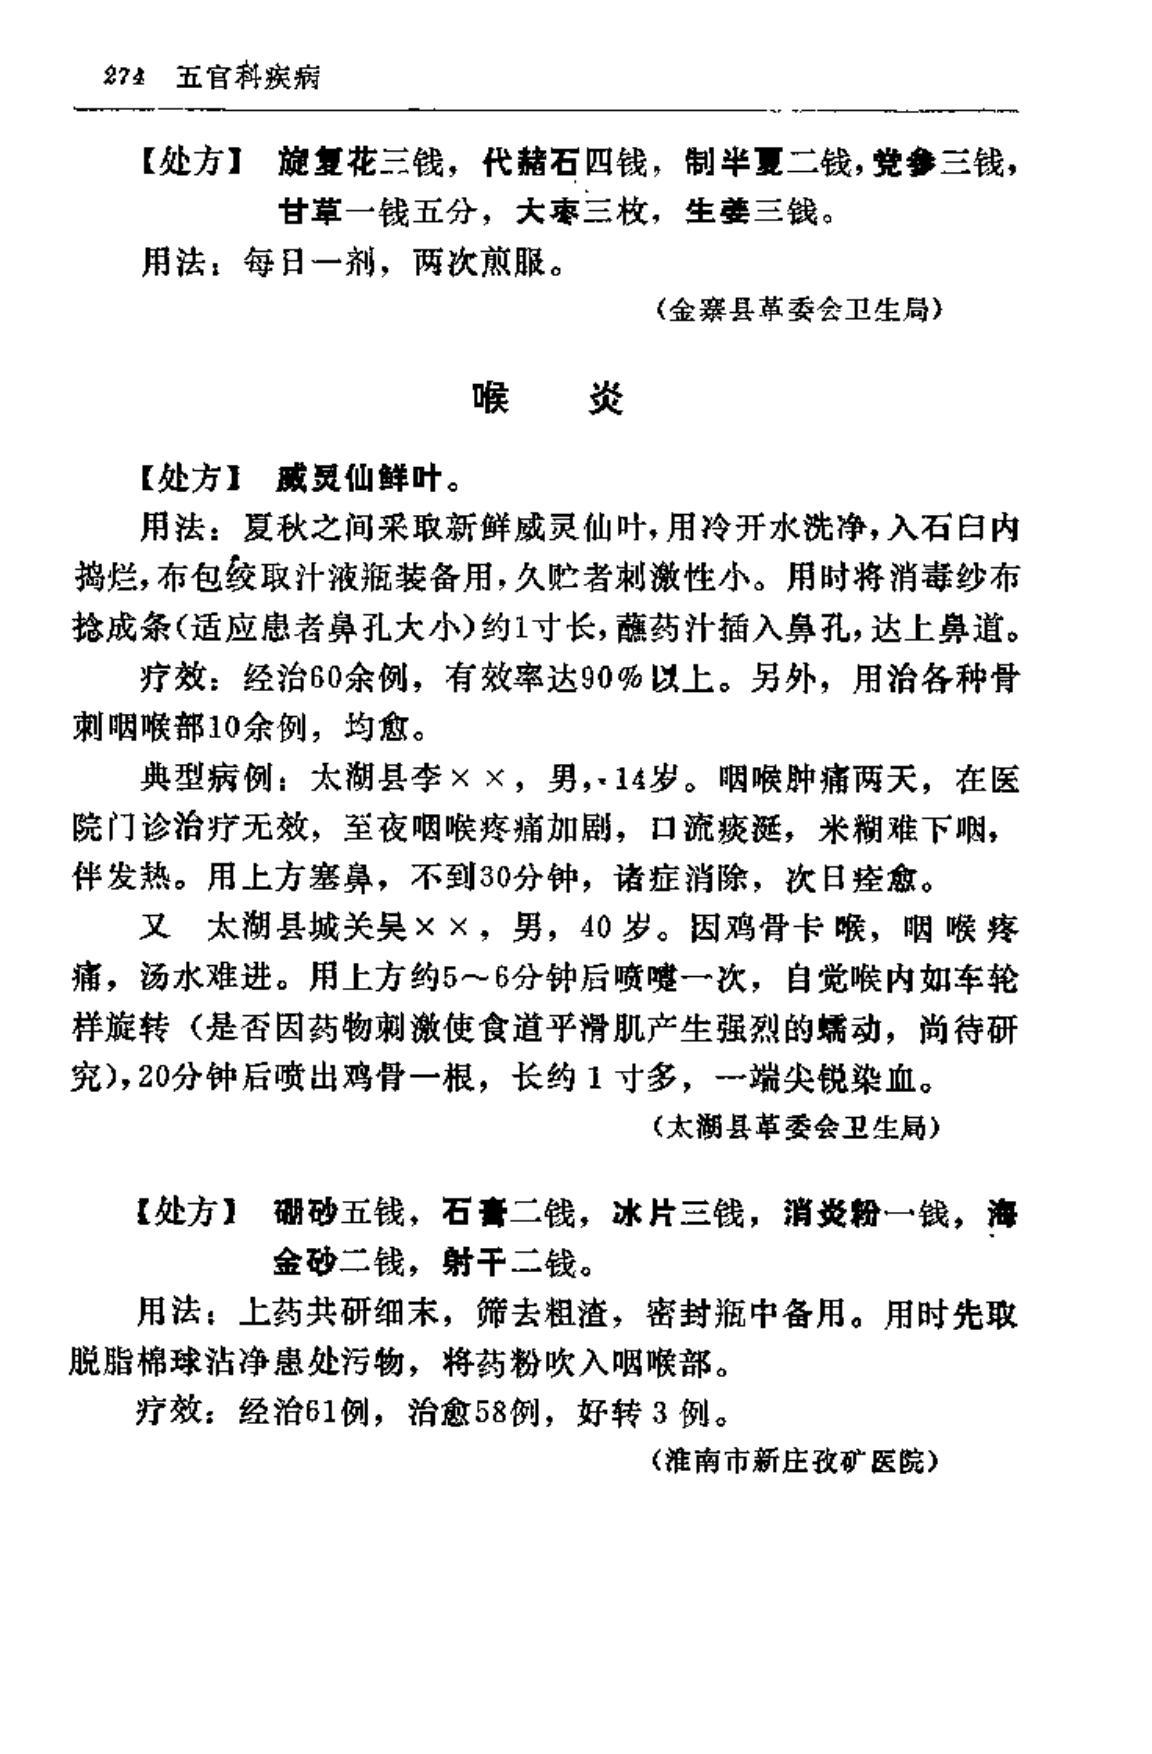 274 五官科疾病
【处方】 旋复花三钱，代赭石四钱，制半夏二钱，党参三钱，
甘草一钱五分，大枣三枚，生姜三钱。
用法：每日一剂，两次煎服。
（金寨县革委会卫生局）
喉 炎
【处方】 威灵仙鲜叶。
用法：夏秋之间采取新鲜威灵仙叶，用冷开水洗净，入石臼内
捣烂，布包绞取汁液瓶装备用，久贮者刺激性小。用时将消毒纱布
捻成条（适应患者鼻孔大小）约1寸长，蘸药汁插入鼻孔，达上鼻道。
疗效：经治60余例，有效率达90％以上。另外，用治各种骨
刺咽喉部10余例，均愈。
典型病例：太湖县李××，男，14岁。咽喉肿痛两天，在医
院门诊治疗无效，至夜咽喉疼痛加剧，口流痰涎，米糊难下咽，
伴发热。用上方塞鼻，不到30分钟，诸症消除，次日痊愈。
又 太湖县城关吴××，男，40岁。因鸡骨卡喉，咽喉疼
痛，汤水难进。用上方约5～6分钟后喷嚏一次，自觉喉内如车轮
样旋转（是否因药物刺激使食道平滑肌产生强烈的蠕动，尚待研
究），20分钟后喷出鸡骨一根，长约1寸多，一端尖锐染血。
（太湖县革委会卫生局）
【处方】 硼砂五钱，石膏二钱，冰片三钱，消炎粉一钱，海
金砂二钱，射干二钱。
用法：上药共研细末，筛去粗渣，密封瓶中备用。用时先取
脱脂棉球沾净患处污物，将药粉吹入咽喉部。
疗效：经治61例，治愈58例，好转3例。
（淮南市新庄孜矿医院）